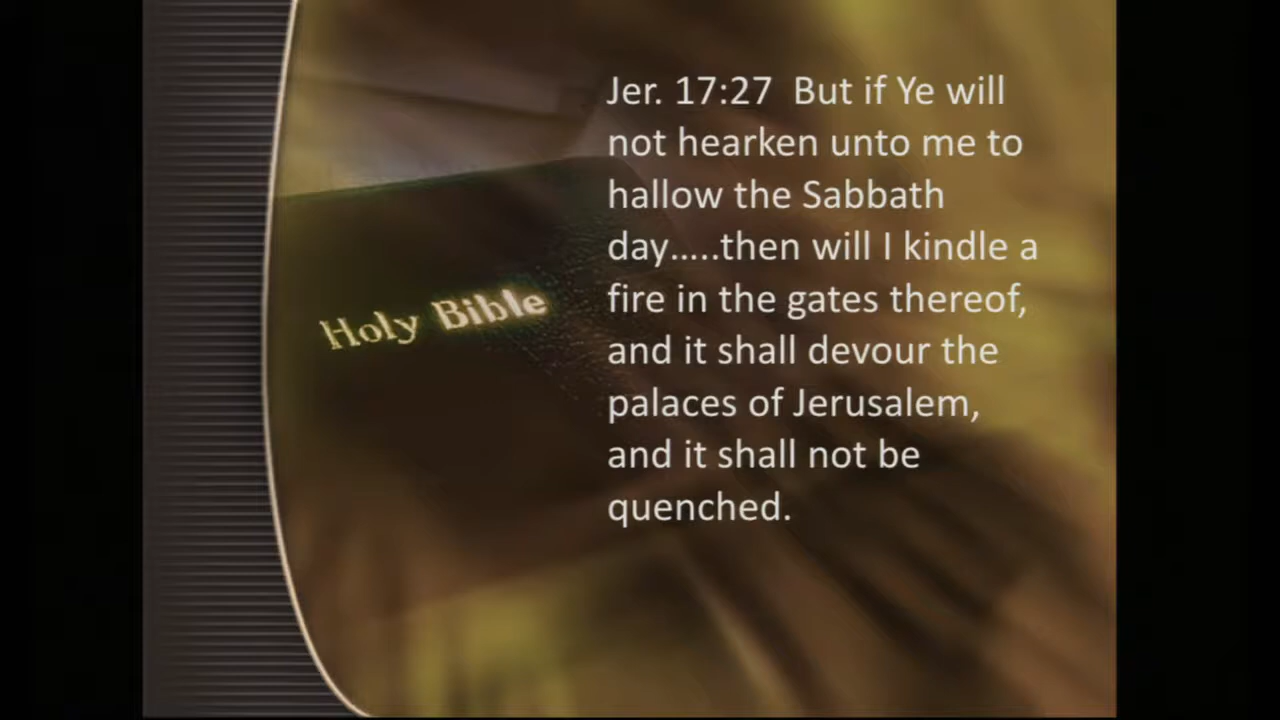 Jer. 17:27  But if Ye will
not hearken unto me to
hallow the Sabbath
day.....then will I kindle a
fire in the gates thereof,
and it shall devour the
palaces of Jerusalem,
and it shall not be
quenched.
Holy Bible